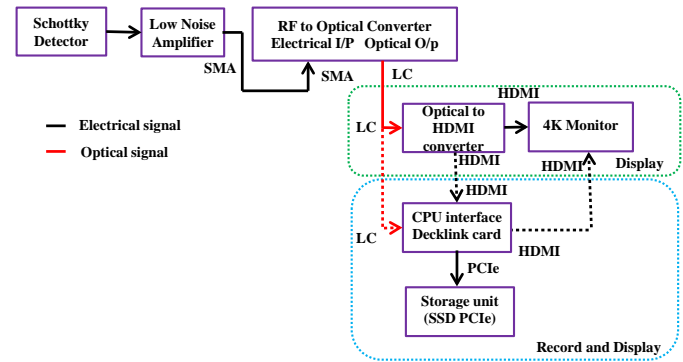 Schottky
Detector
Low Noise
Amplifier
RF to Optical Converter
Electrical I/P Optical O/p
SMA
SMA
LC
HDMI
Electrical signal
Optical signal
LC
Optical to
HDMI
converter
4K Monitor
HDMI
HDMI
Display
HDMI
CPU interface
Decklink card
LC
HDMI
PCIe
Storage unit
(SSD PCIe)
Record and Display